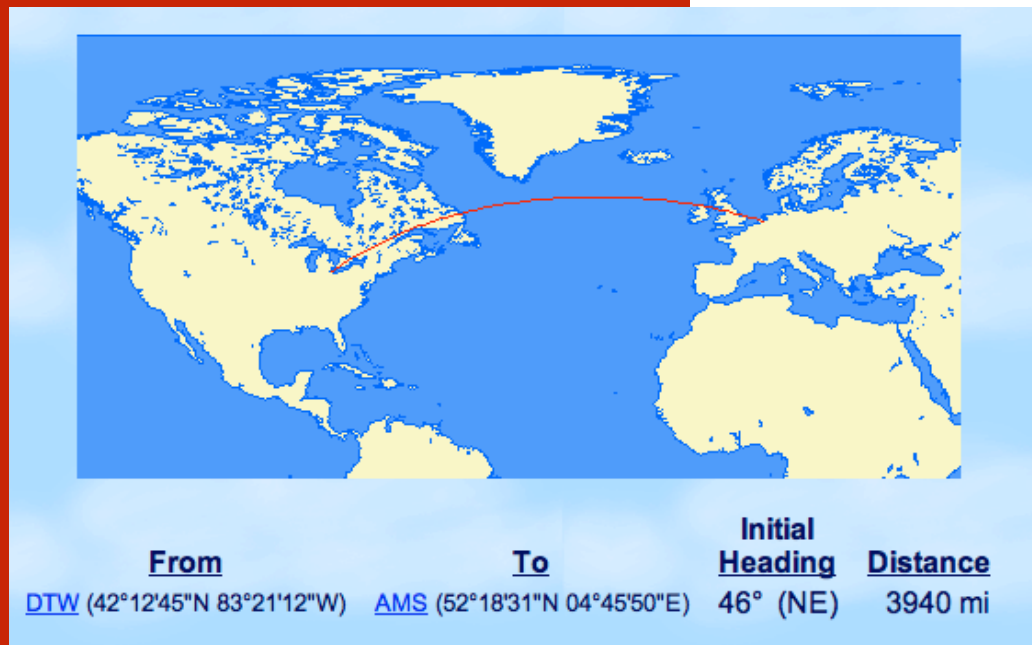 Initial
From To Heading Distance
DTW (42°12'45"N 83°21'12"W) AMS (52°18'31"N 04°45'50"E) 46° (NE) 3940 mi